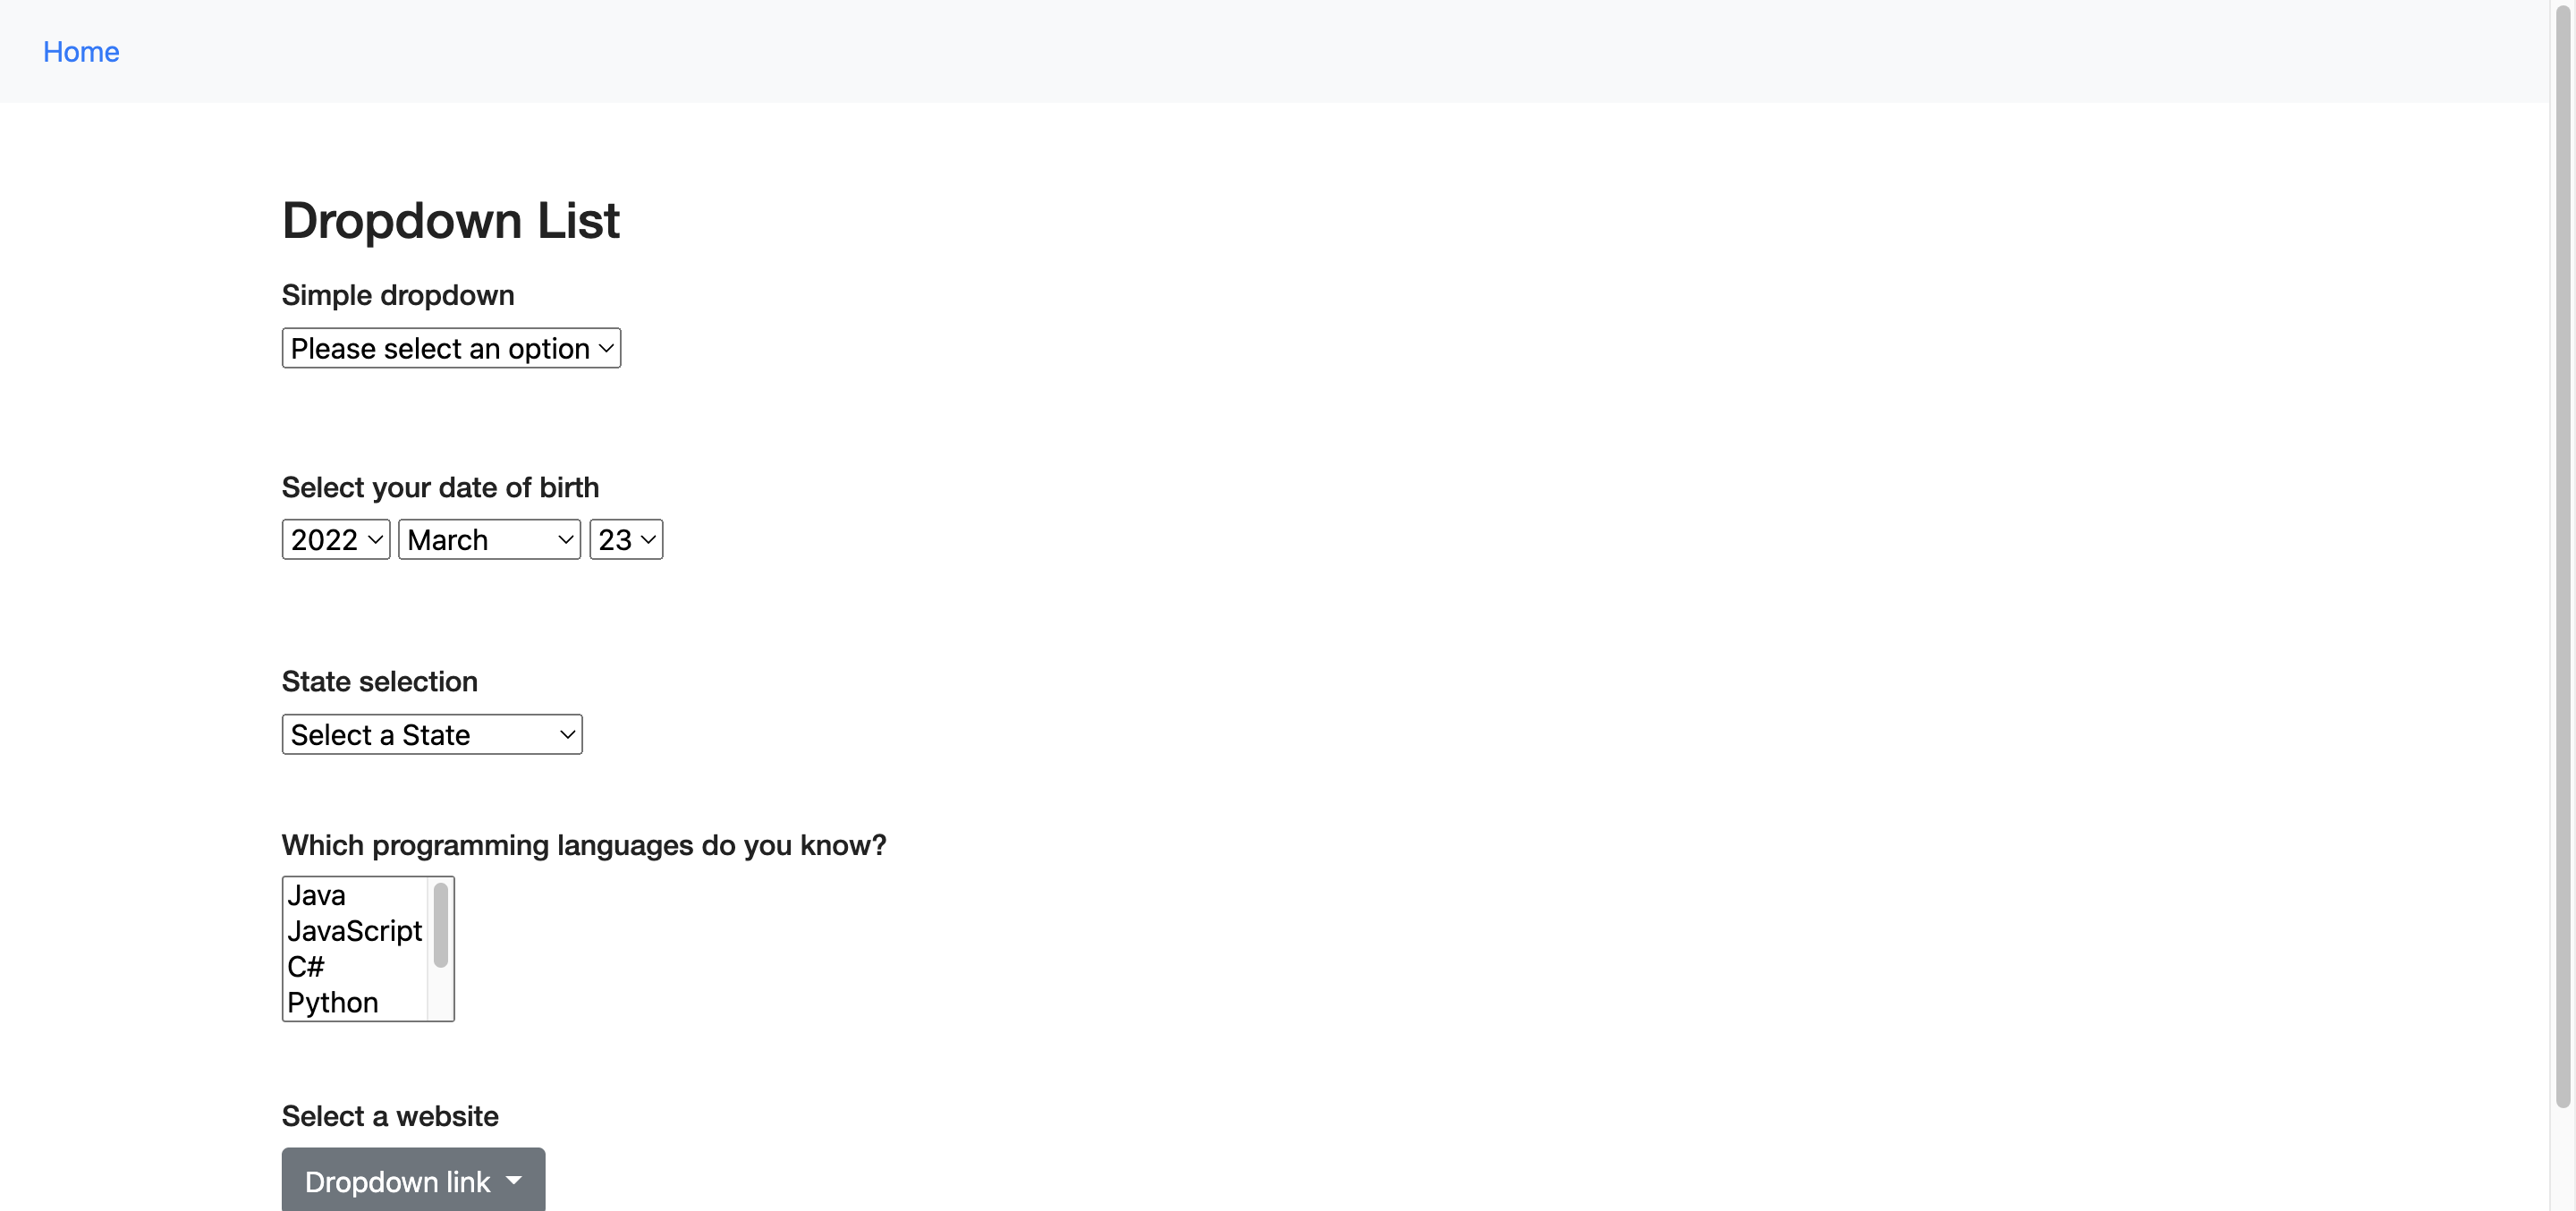 Home
Dropdown List
Simple dropdown
Please select an option
Select your date of birth
2022 March 23
State selection
Select a State
Which programming languages do you know?
Java
JavaScript
C#
Python
Select a website
Dropdown link